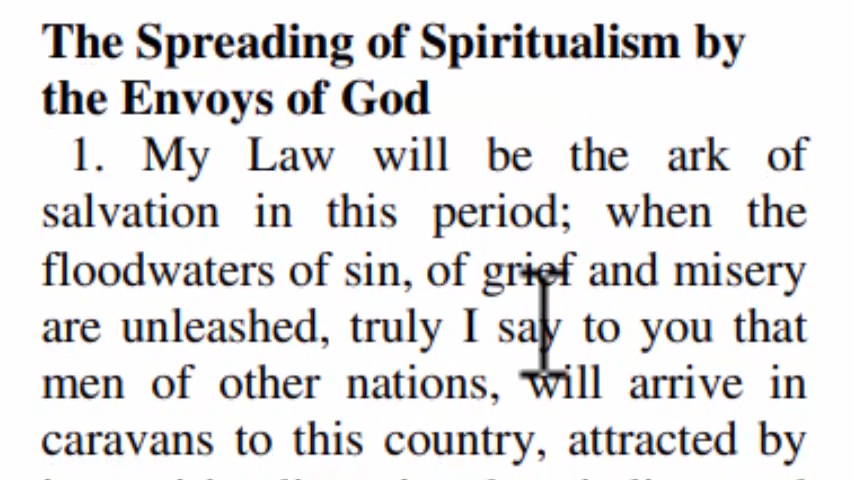 The Spreading of Spiritualism by
the Envoys of God
1. My Law will be the ark of
salvation in this period; when the
floodwaters of sin, of grief and misery
are unleashed, truly I say to you that
men of other nations, will arrive in
caravans to this country, attracted by